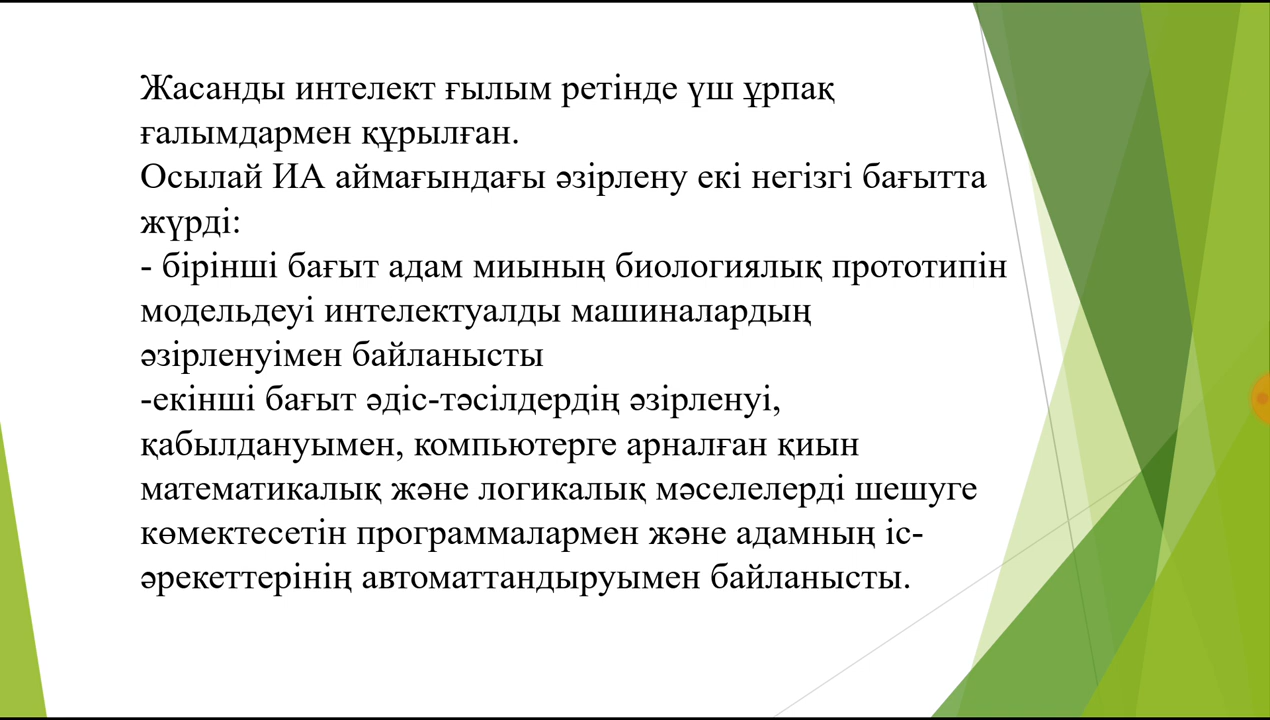 Жасанды интелект ғылым ретінде үш ұрпақ
ғалымдармен құрылған.
Осылай ИА аймағындағы әзірлену екі негізгі бағытта
жүрді:
- бірінші бағыт адам миының биологиялық прототипін
модельдеуі интелектуалды машиналардың
әзірленуімен байланысты
-екінші бағыт әдіс-тәсілдердің әзірленуі,
қабылдануымен, компьютерге арналған қиын
математикалық және логикалық мәселелерді шешуге
көмектесетін программалармен және адамның іс-
әрекеттерінің автоматтандыруымен байланысты.